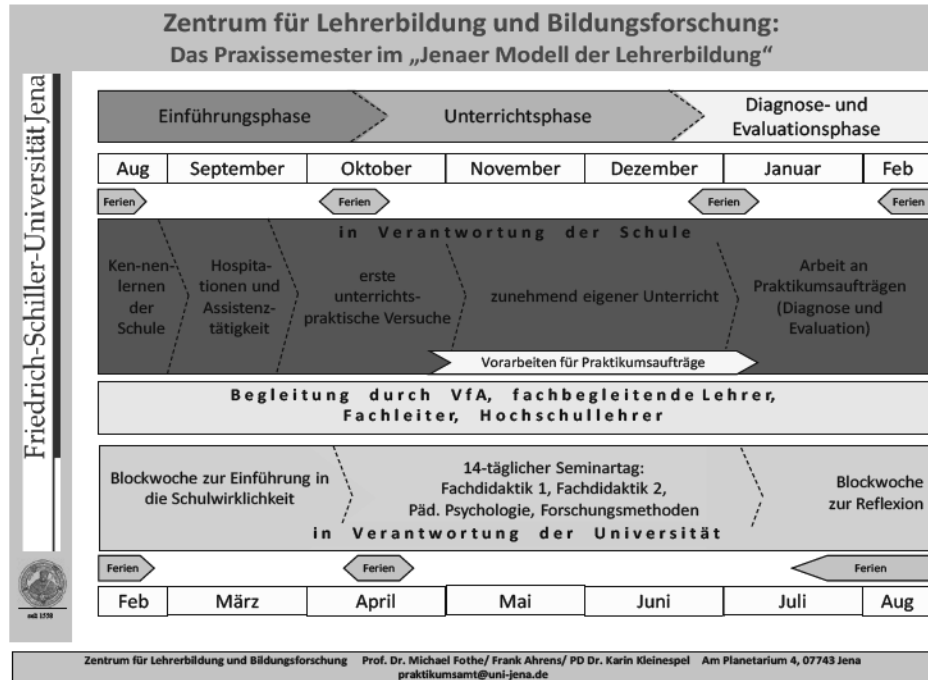 Zentrum für Lehrerbildung und Bildungsforschung:
Das Praxissemester im „Jenaer Modell der Lehrerbildung“
Friedrich-Schiller-Universität Jena
seit 1558
Einführungsphase
Unterrichtsphase
Diagnose- und
Evaluationsphase
Aug
September
Oktober
November
Dezember
Januar
Feb
Ferien
Ferien
Ferien
Ferien
in Verantwortung der Schule
Ken-nen-
lernen
der
Schule
Hospita-
tionen und
Assistenz-
tätigkeit
erste
unterrichts-
praktische Versuche
zunehmend eigener Unterricht
Arbeit an
Praktikumsaufträgen
(Diagnose und
Evaluation)
Vorarbeiten für Praktikumsaufträge
Begleitung durch VfA, fachbegleitende Lehrer,
Fachleiter, Hochschullehrer
Blockwoche zur Einführung in
die Schulwirklichkeit
14-täglicher Seminartag:
Fachdidaktik 1, Fachdidaktik 2,
Päd. Psychologie, Forschungsmethoden
Blockwoche
zur Reflexion
in Verantwortung der Universität
Ferien
Ferien
Ferien
Feb
März
April
Mai
Juni
Juli
Aug
Zentrum für Lehrerbildung und Bildungsforschung Prof. Dr. Michael Fothe/ Frank Ahrens/ PD Dr. Karin Kleinespel Am Planetarium 4, 07743 Jena
praktikumsamt@uni-jena.de